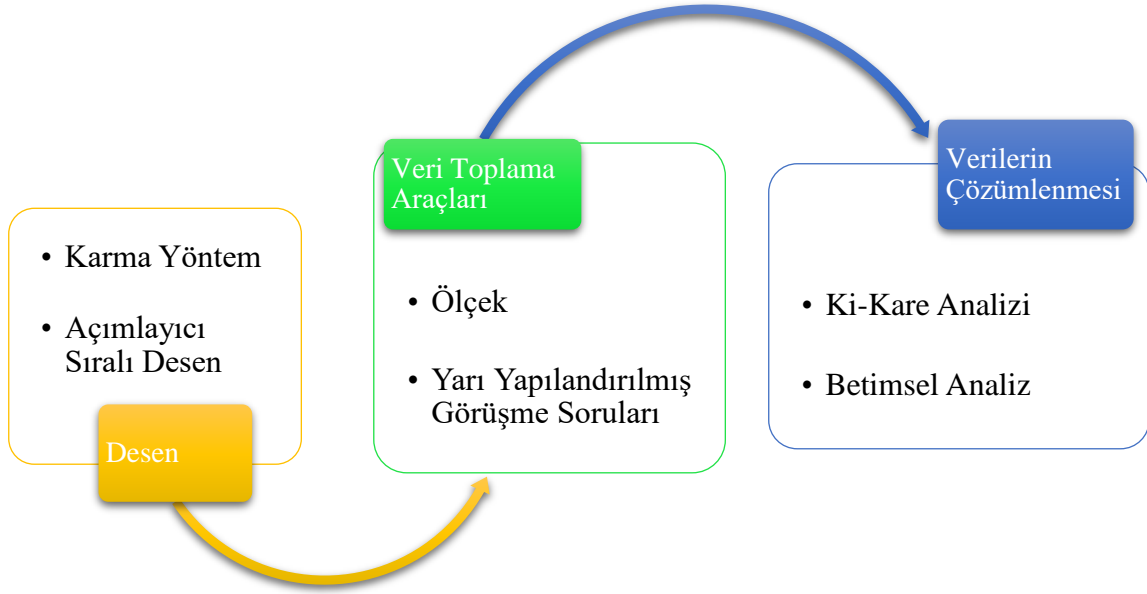 • Karma Yöntem
• Açımlayıcı
Sıralı Desen
Desen
Veri Toplama
Araçları
• Ölçek
• Yarı Yapılandırılmış
Görüşme Soruları
Verilerin
Çözümlenmesi
• Ki-Kare Analizi
• Betimsel Analiz